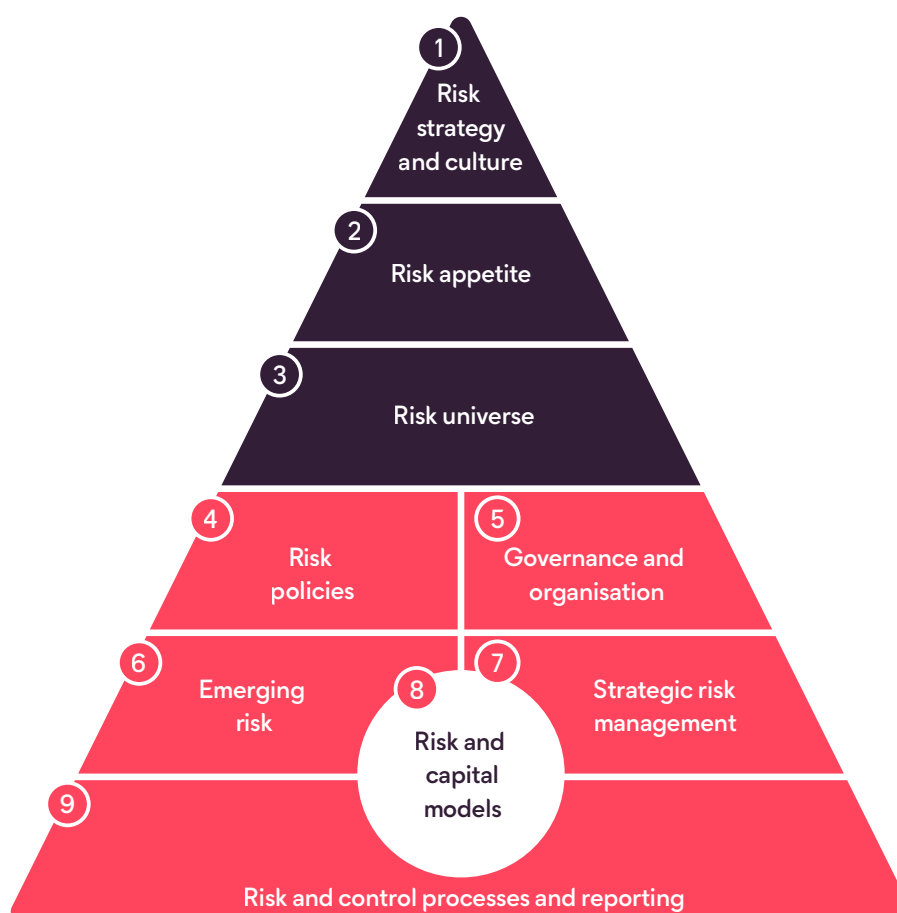 1
Risk
strategy
and culture
2
Risk appetite
3
Risk universe
4
Risk
policies
5
Governance and
organisation
6
Emerging
risk
7
Strategic risk
management
8
Risk and
capital
models
9
Risk and control processes and reporting